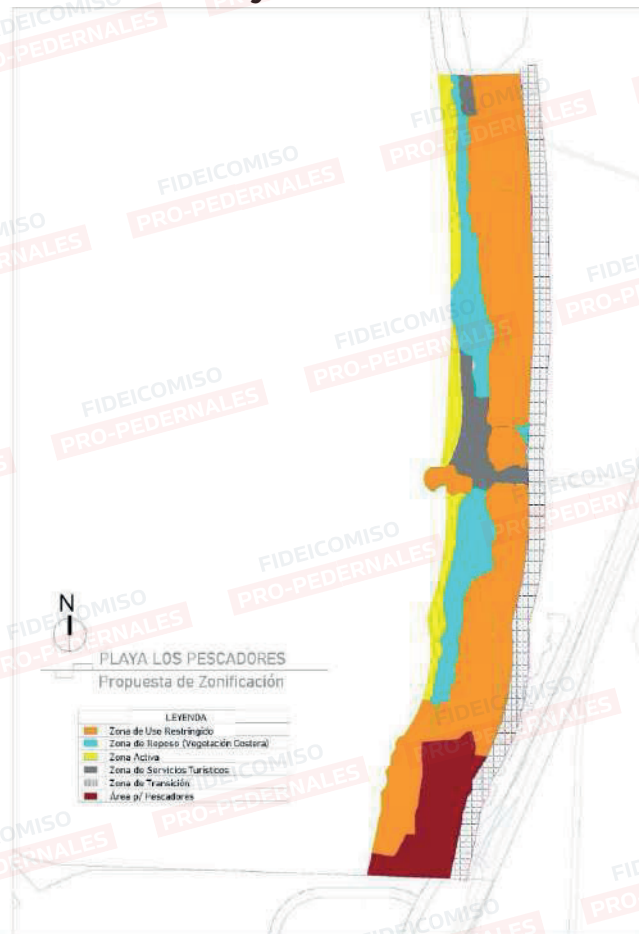 N
PLAYA LOS PESCADORES
Propuesta de Zonificación
LEYENDA
Zona de Uso Restringido
Zona de Reposo (Vegetación Costera)
Zona Activa
Zona de Servicios Turísticos
Zona de Transición
Área p/ Pescadores
FIDEICOMISO
PRO-PEDERNALES